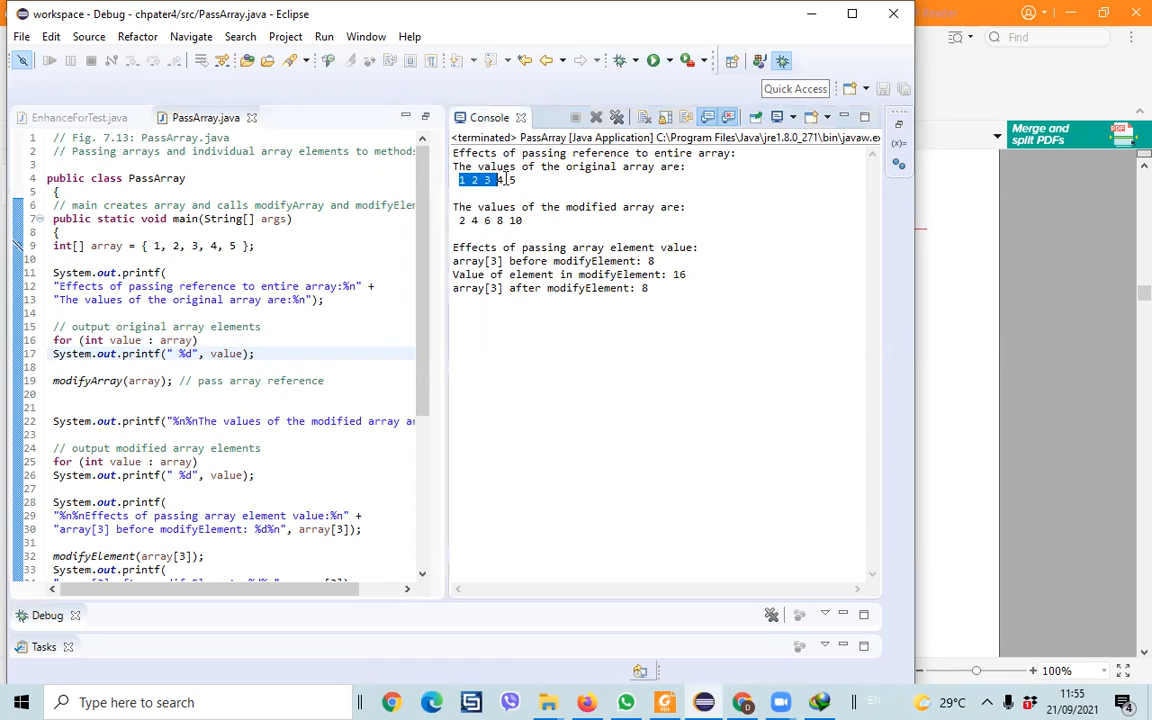 workspace - Debug - chpater4/src/PassArray.java - Eclipse
File Edit Source Refactor Navigate Search Project Run Window Help
Find
Quick Access
EnhanceForTest.java
PassArray.java
Console
Merge and
split PDFs
<terminated> PassArray [Java Application] C:\Program Files\Java\jre1.8.0_271\bin\javaw.ex
1 // Fig. 7.13: PassArray.java
2 // Passing arrays and individual array elements to methods
3
4 public class PassArray
5 {
6 // main creates array and calls modifyArray and modifyElem
7 public static void main(String[] args)
8 {
9 int[] array = { 1, 2, 3, 4, 5 };
10
11 System.out.printf(
12 "Effects of passing reference to entire array:%n" +
13 "The values of the original array are:%n");
14
15 // output original array elements
16 for (int value : array)
17 System.out.printf(" %d", value);
18
19 modifyArray(array); // pass array reference
20
21
22 System.out.printf("%n%nThe values of the modified array ar
23
24 // output modified array elements
25 for (int value : array)
26 System.out.printf(" %d", value);
27
28 System.out.printf(
29 "%n%nEffects of passing array element value:%n" +
30 "array[3] before modifyElement: %d%n", array[3]);
31
32 modifyElement(array[3]);
33 System.out.printf(
Effects of passing reference to entire array:
The values of the original array are:
1 2 3 4 5
The values of the modified array are:
2 4 6 8 10
Effects of passing array element value:
array[3] before modifyElement: 8
Value of element in modifyElement: 16
array[3] after modifyElement: 8
Debug
Tasks
100%
Type here to search
EN
29°C
11:55
21/09/2021
4